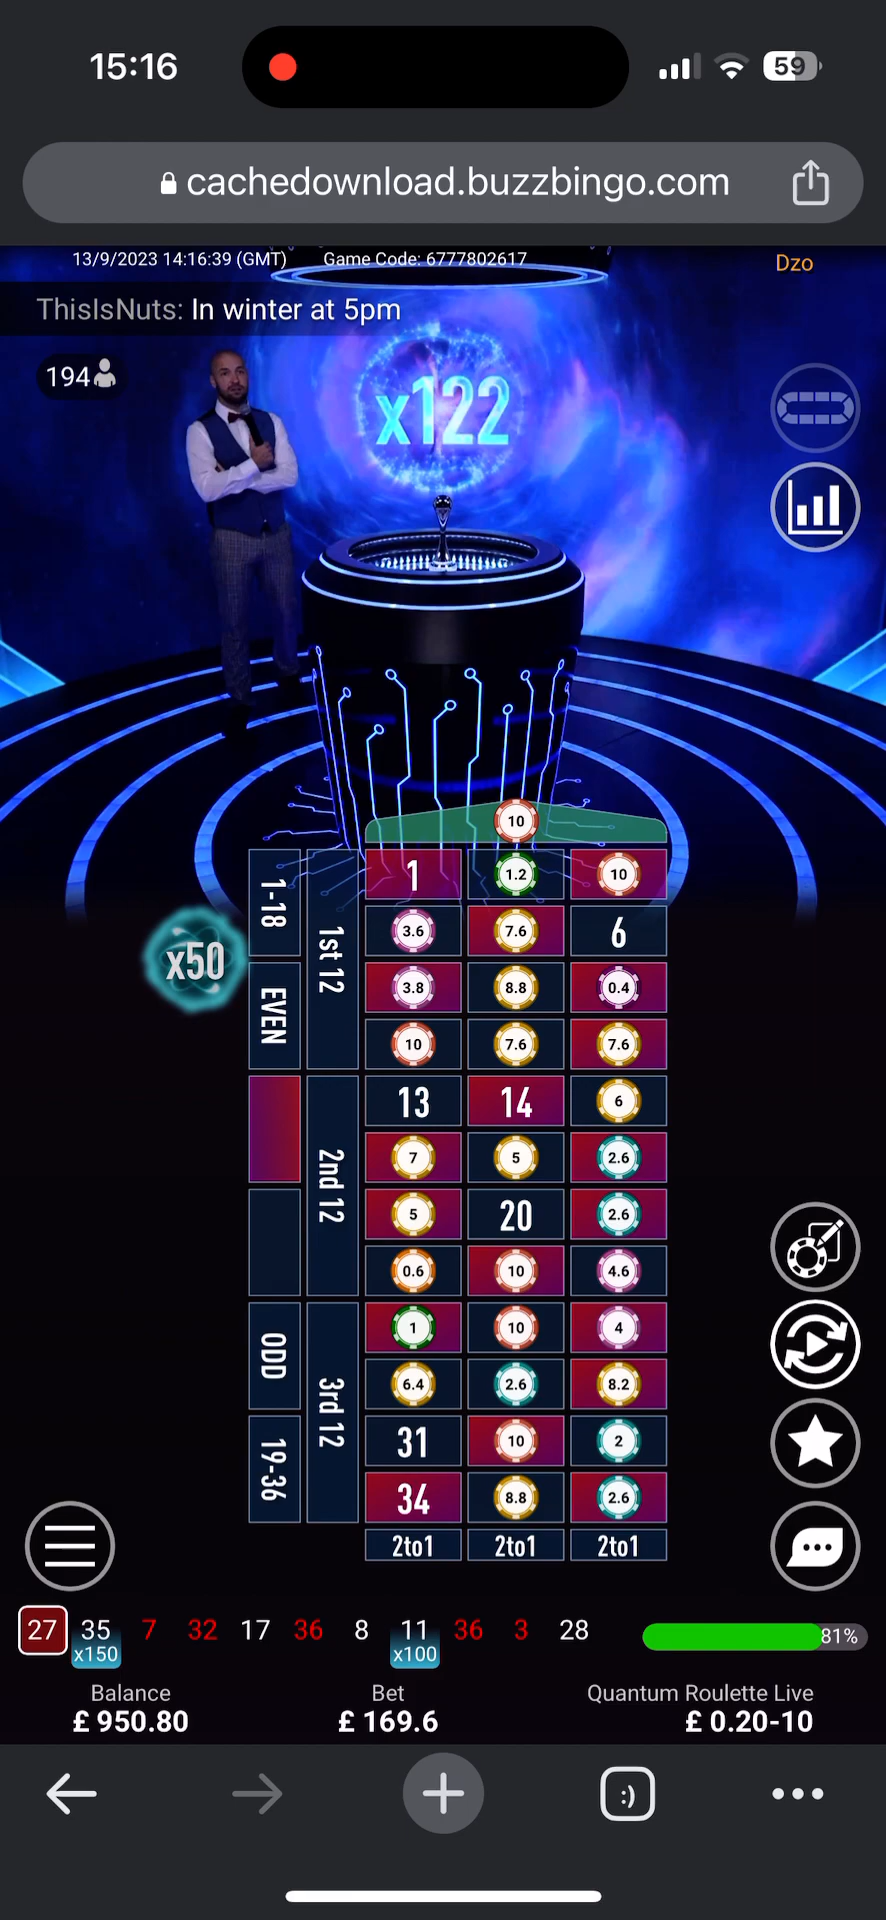 15:16
59
cachedownload.buzzbingo.com
13/9/2023 14:16:39 (GMT) Game Code: 6777802617 Dzo
ThisIsNuts: In winter at 5pm
194
x122
10
1-18 1st 12 1 1.2 10
3.6 7.6 6
x50
EVEN 3.8 8.8 0.4
10 7.6 7.6
2nd 12 13 14 6
7 5 2.6
5 20 2.6
0.6 10 4.6
ODD 3rd 12 1 10 4
6.4 2.6 8.2
19-36 31 10 2
34 8.8 2.6
2to1 2to1 2to1
27 35 7 32 17 36 8 11 36 3 28 81%
x150 x100
Balance Bet Quantum Roulette Live
£ 950.80 £ 169.6 £ 0.20-10
:)